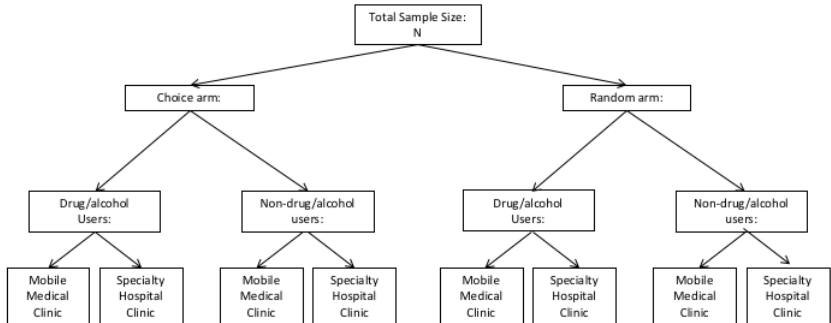 Total Sample Size:
N
Choice arm:
Random arm:
Drug/alcohol
Users:
Non-drug/alcohol
users:
Drug/alcohol
Users:
Non-drug/alcohol
users:
Mobile
Medical
Clinic
Specialty
Hospital
Clinic
Mobile
Medical
Clinic
Specialty
Hospital
Clinic
Mobile
Medical
Clinic
Specialty
Hospital
Clinic
Mobile
Medical
Clinic
Specialty
Hospital
Clinic